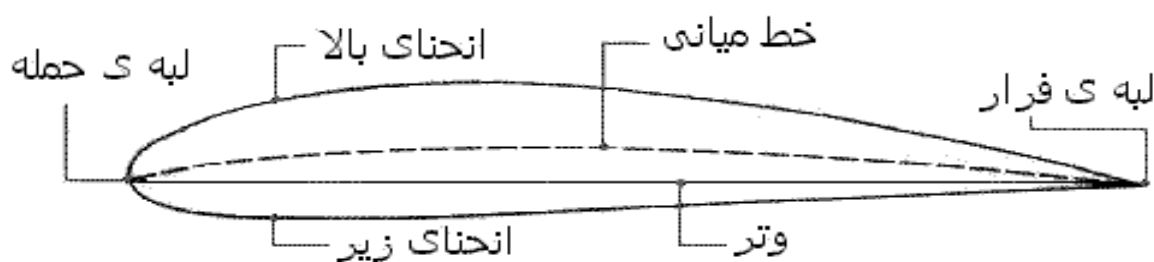 خط میانی
انحنای بالا
لبه ی حمله
لبه ی فرار
انحنای زیر
وتر